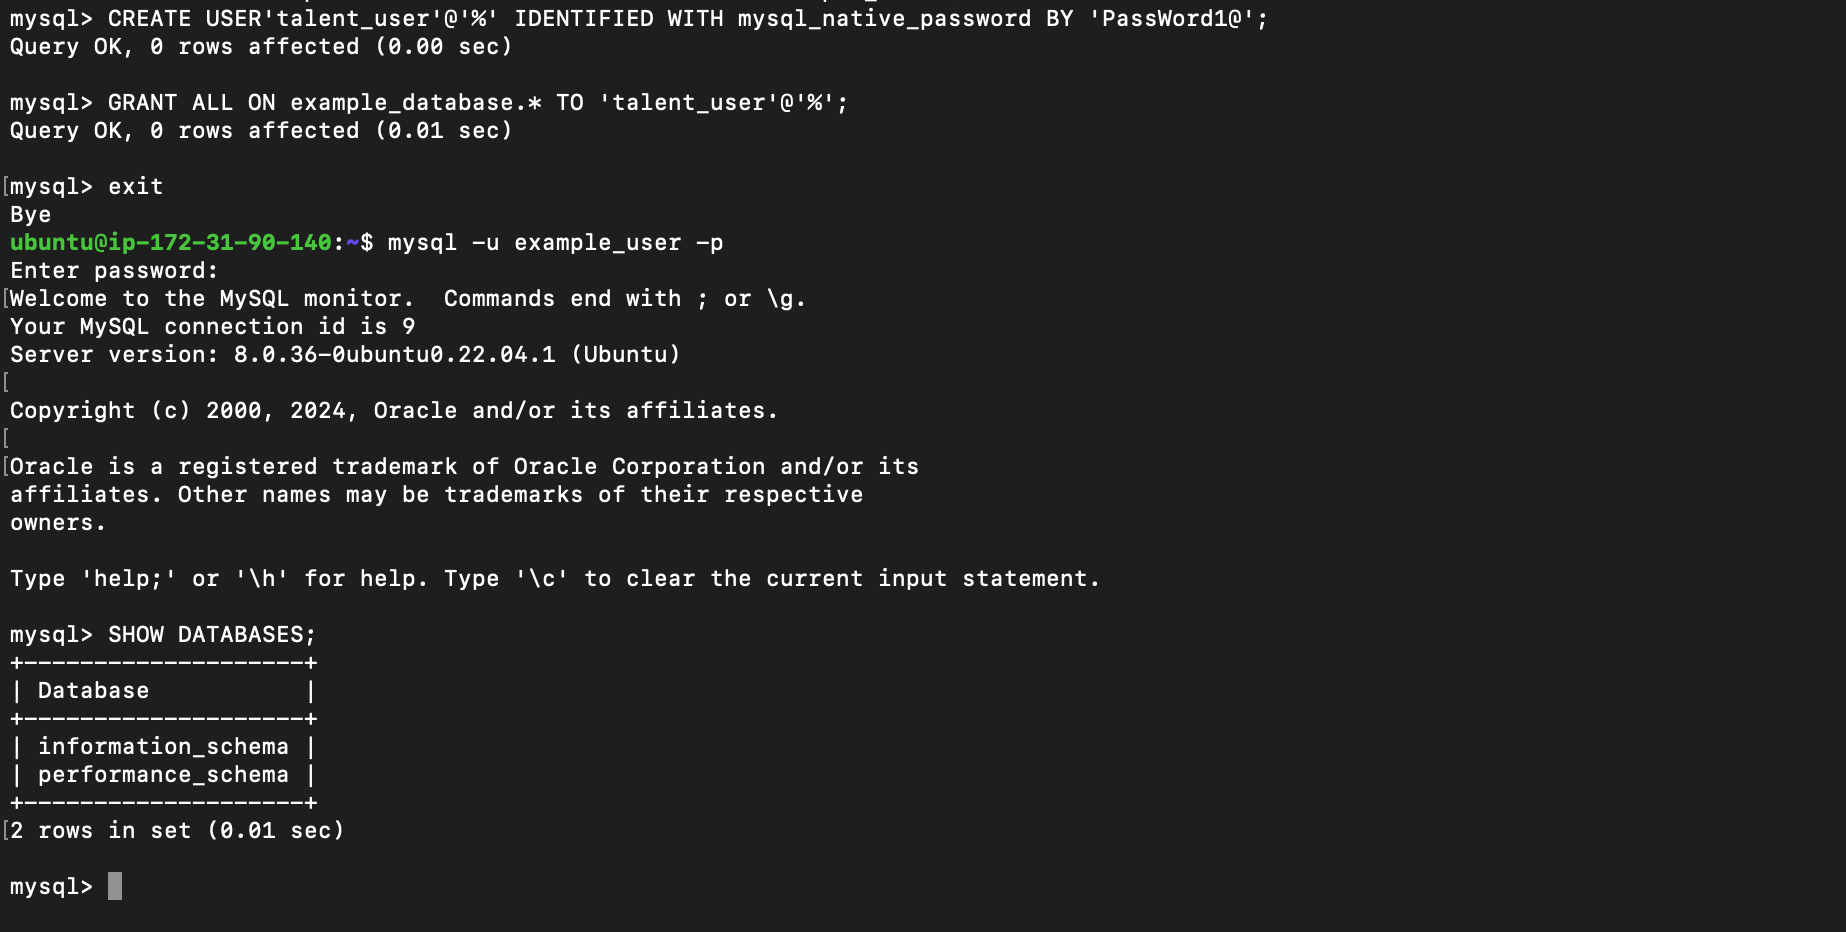 mysql> CREATE USER'talent_user'@'%' IDENTIFIED WITH mysql_native_password BY 'PassWord1@';
Query OK, 0 rows affected (0.00 sec)
mysql> GRANT ALL ON example_database.* TO 'talent_user'@'%';
Query OK, 0 rows affected (0.01 sec)
[mysql> exit
Bye
ubuntu@ip-172-31-90-140:~$ mysql -u example_user -p
Enter password:
[Welcome to the MySQL monitor.  Commands end with ; or \g.
Your MySQL connection id is 9
Server version: 8.0.36-0ubuntu0.22.04.1 (Ubuntu)
[
Copyright (c) 2000, 2024, Oracle and/or its affiliates.
[
[Oracle is a registered trademark of Oracle Corporation and/or its
affiliates. Other names may be trademarks of their respective
owners.
Type 'help;' or '\h' for help. Type '\c' to clear the current input statement.
mysql> SHOW DATABASES;
+--------------------+
| Database           |
+--------------------+
| information_schema |
| performance_schema |
+--------------------+
[2 rows in set (0.01 sec)
mysql>